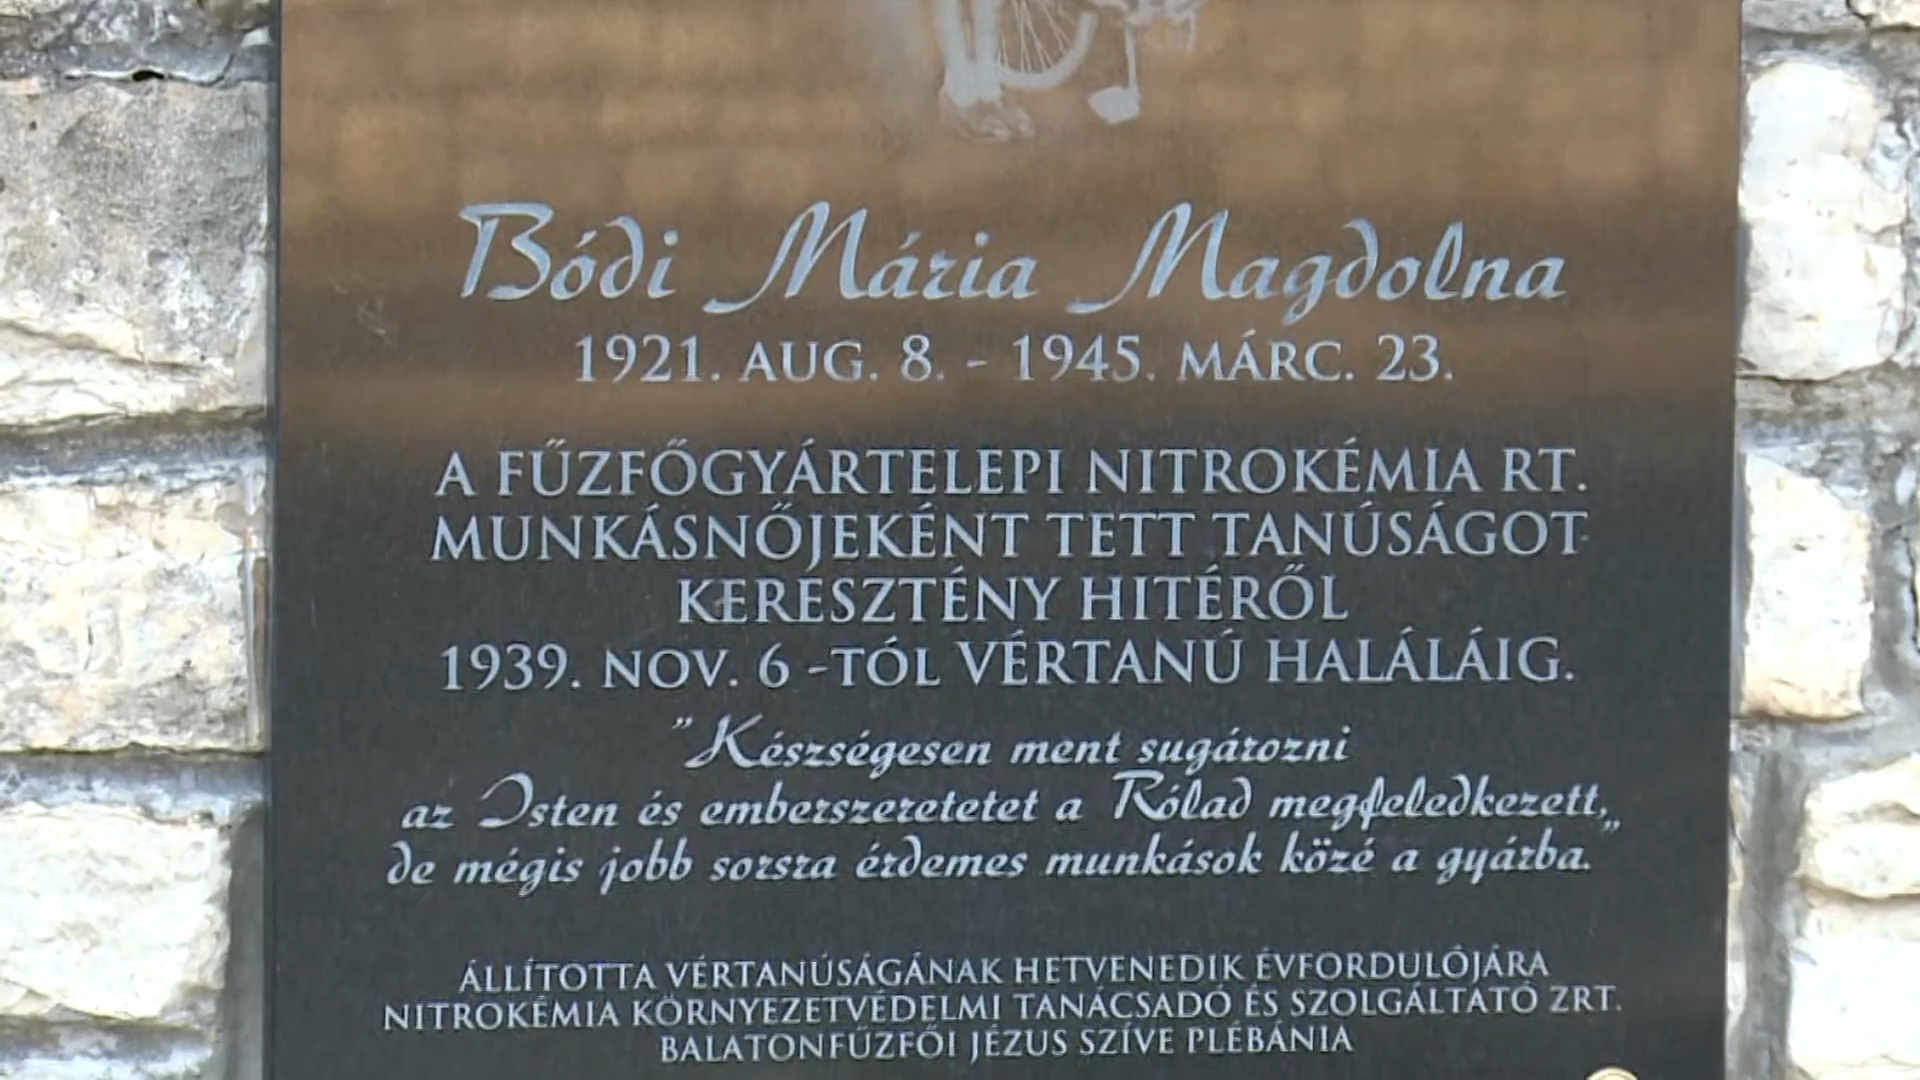 Bódi Mária Magdolna
1921. AUG. 8. - 1945. MÁRC. 23.
A FŰZFŐGYÁRTELEPI NITROKÉMIA RT.
MUNKÁSNŐJEKÉNT TETT TANÚSÁGOT
KERESZTÉNY HITÉRŐL
1939. NOV. 6 -TÓL VÉRTANÚ HALÁLÁIG.
"Készségesen ment sugározni
az Isten és emberszeretetet a Rólad megfeledkezett,
de mégis jobb sorsra érdemes munkások közé a gyárba."
ÁLLÍTOTTA VÉRTANÚSÁGÁNAK HETVENEDIK ÉVFORDULÓJÁRA
NITROKÉMIA KÖRNYEZETVÉDELMI TANÁCSADÓ ÉS SZOLGÁLTATÓ ZRT.
BALATONFŰZFŐI JÉZUS SZÍVE PLÉBÁNIA